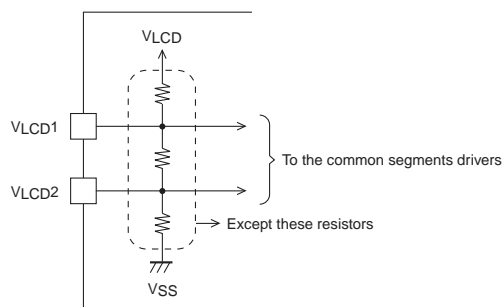 VLCD
VLCD1
To the common segments drivers
VLCD2
Except these resistors
VSS